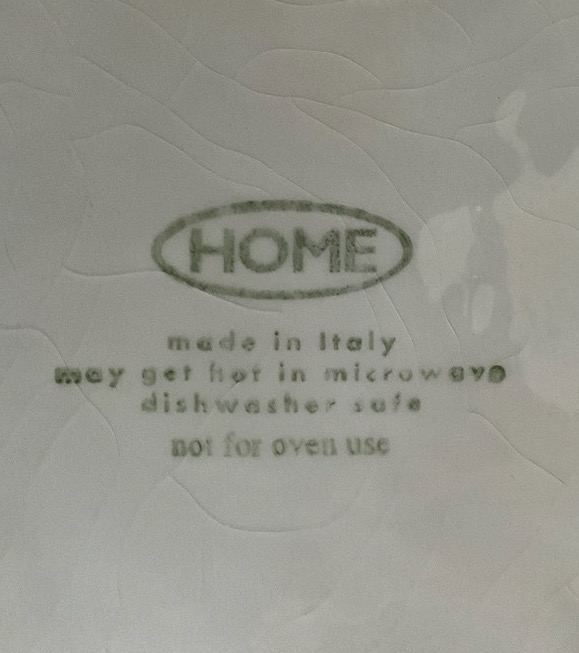 HOME
made in Italy
may get hot in microwave
dishwasher safe
not for oven use